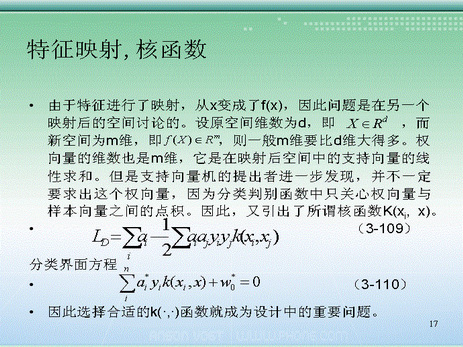 特征映射,核函数
• 由于特征进行了映射，从x变成了f(x)，因此问题是在另一个
映射后的空间讨论的。设原空间维数为d，即 X∈R^d ，而
新空间为m维，即 f(X)∈R^m，则一般m维要比d维大得多。权
向量的维数也是m维，它是在映射后空间中的支持向量的线
性求和。但是支持向量机的提出者进一步发现，并不一定
要求出这个权向量，因为分类判别函数中只关心权向量与
样本向量之间的点积。因此，又引出了所谓核函数K(x_i, x)。
• L_D=∑_i a_i−1/2∑a_i a_j y_i y_j k(x_i,x_j) （3-109）
分类界面方程
• ∑_i^n a_i^* y_i k(x_i,x)+w_0^*=0 （3-110）
• 因此选择合适的k(·,·)函数就成为设计中的重要问题。
17